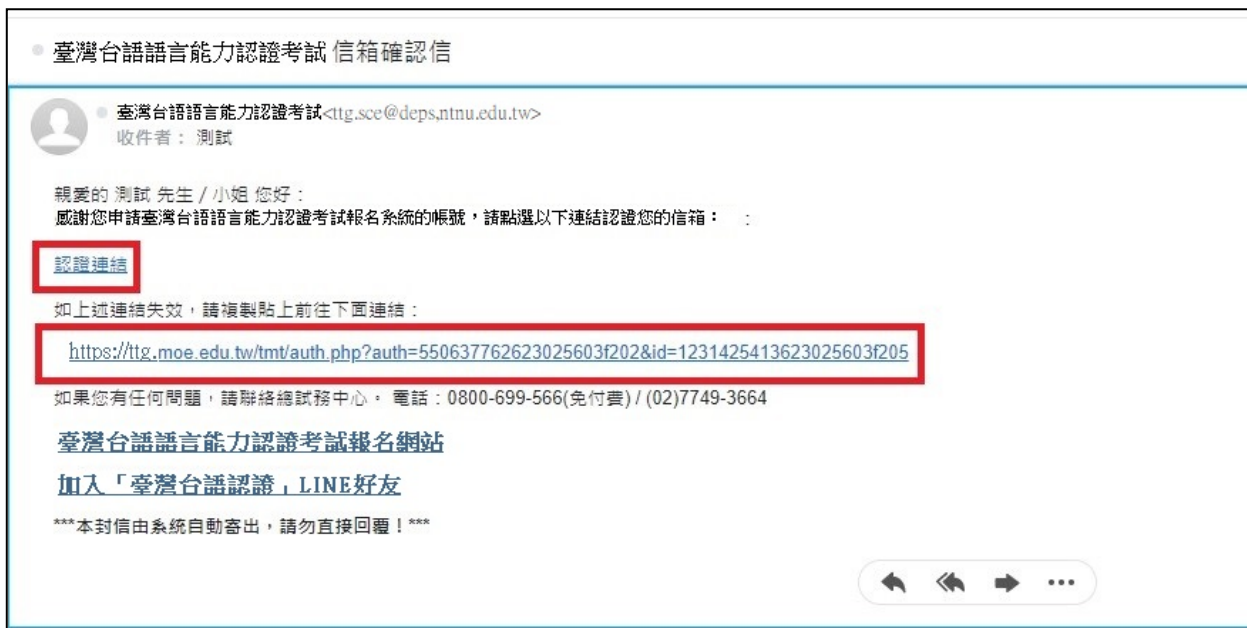 臺灣台語語言能力認證考試 信箱確認信
臺灣台語語言能力認證考試<ttg.sce@deps,ntnu.edu.tw>
收件者： 測試
親愛的 測試 先生 / 小姐 您好：
感謝您申請臺灣台語語言能力認證考試報名系統的帳號，請點選以下連結認證您的信箱： :
認證連結
如上述連結失效，請複製貼上前往下面連結：
https://ttg.moe.edu.tw/tmt/auth.php?auth=550637762623025603f202&id=1231425413623025603f205
如果您有任何問題，請聯絡總試務中心。 電話：0800-699-566(免付費) / (02)7749-3664
臺灣台語語言能力認證考試報名網站
加入「臺灣台語認證」LINE好友
***本封信由系統自動寄出，請勿直接回覆！***